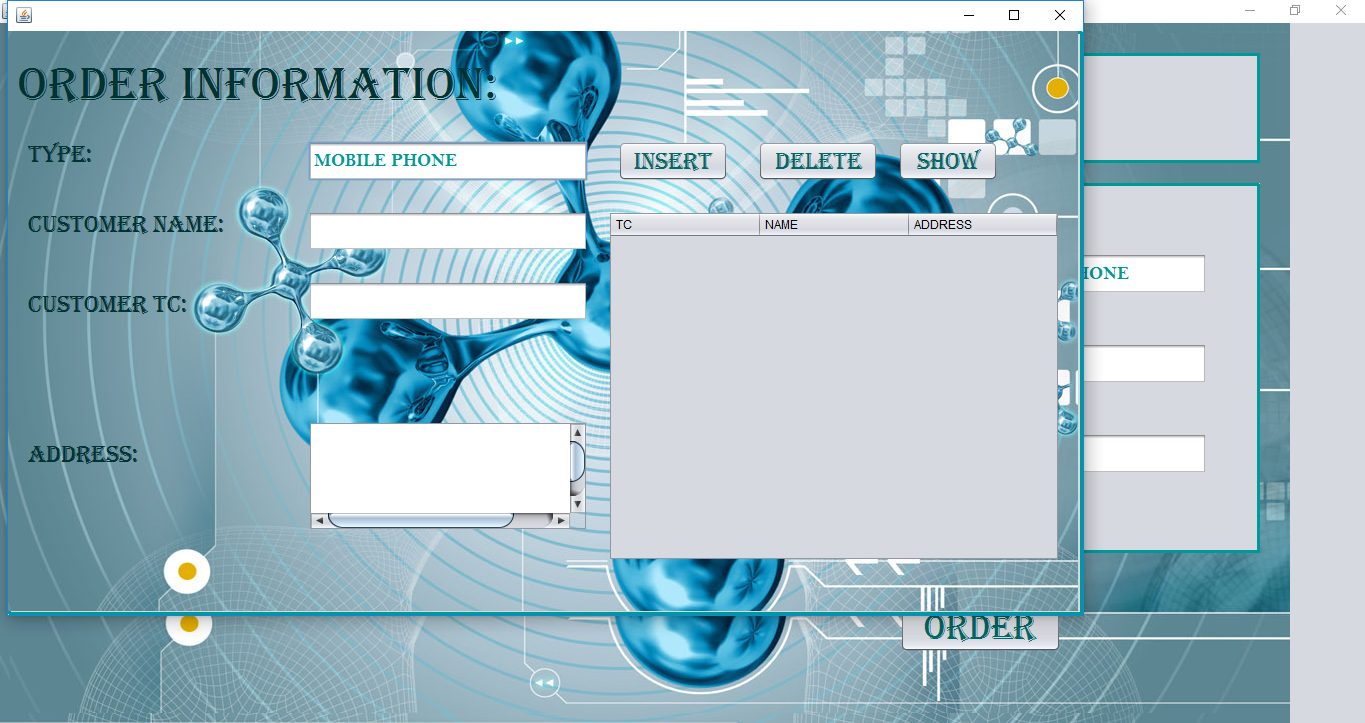 ORDER INFORMATION:
TYPE:
MOBILE PHONE
INSERT
DELETE
SHOW
CUSTOMER NAME:
TC
NAME
ADDRESS
CUSTOMER TC:
ADDRESS:
HONE
ORDER